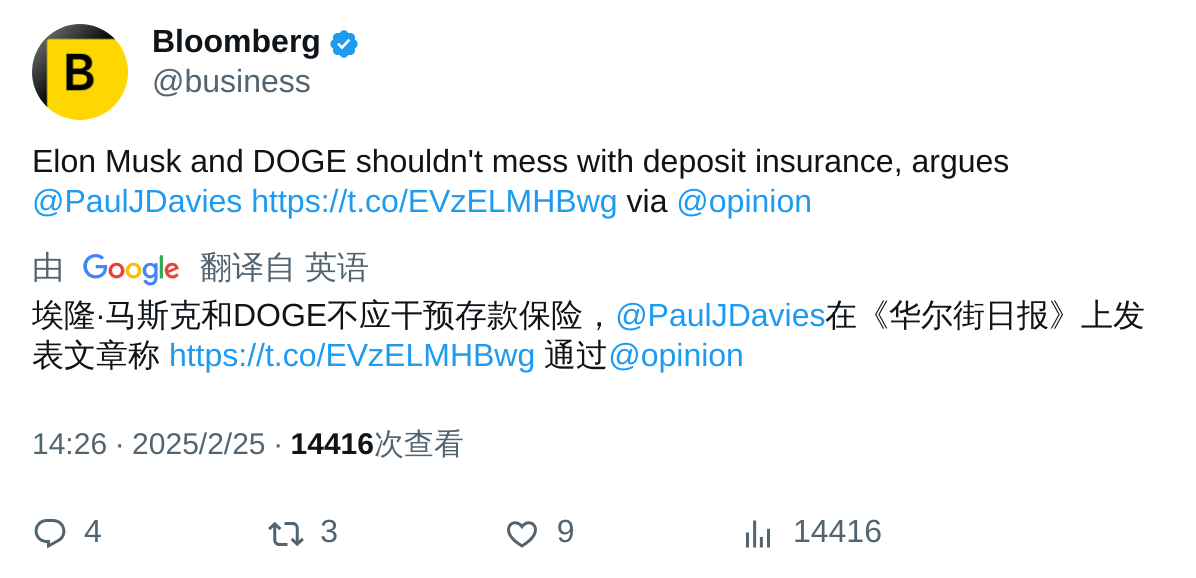 B
Bloomberg
@business
Elon Musk and DOGE shouldn't mess with deposit insurance, argues
@PaulJDavies https://t.co/EVzELMHBwg via @opinion
由 Google 翻译自 英语
埃隆·马斯克和DOGE不应干预存款保险，@PaulJDavies在《华尔街日报》上发
表文章称 https://t.co/EVzELMHBwg 通过@opinion
14:26 · 2025/2/25 · 14416次查看
4 3 9 14416